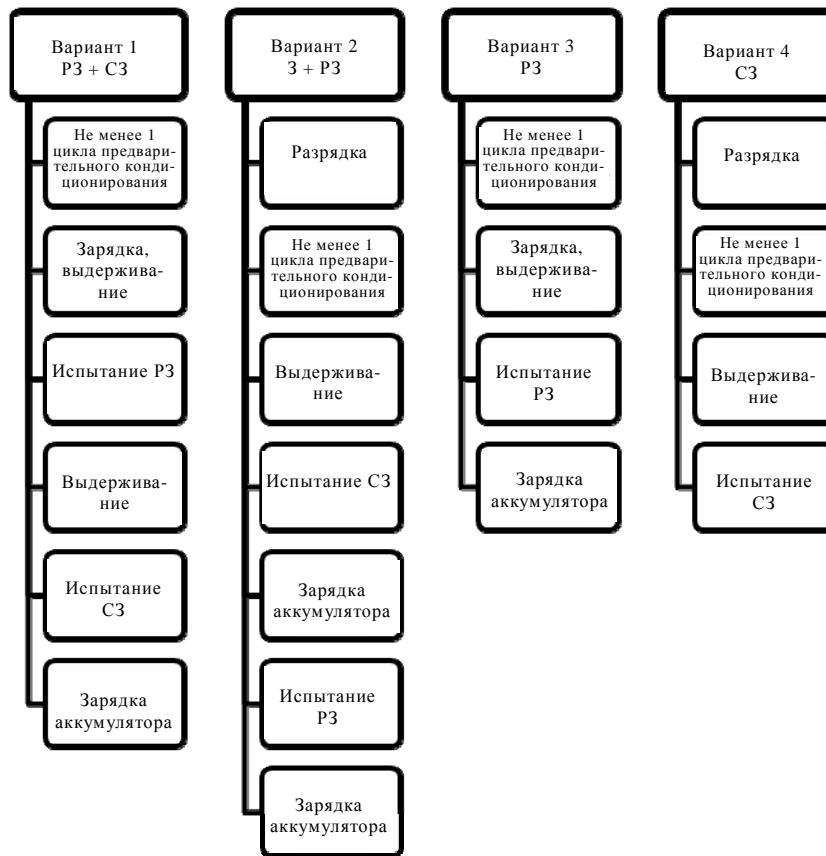 Вариант 1
РЗ + СЗ
Не менее 1
цикла предвари-
тельного конди-
ционирования
Зарядка,
выдержива-
ние
Испытание РЗ
Выдержива-
ние
Испытание
СЗ
Зарядка
аккумулятора
Вариант 2
З + РЗ
Разрядка
Не менее 1
цикла предвари-
тельного конди-
ционирования
Выдержива-
ние
Испытание СЗ
Зарядка
аккумулятора
Испытание
РЗ
Зарядка
аккумулятора
Вариант 3
РЗ
Не менее 1
цикла предвари-
тельного конди-
ционирования
Зарядка,
выдержива-
ние
Испытание
РЗ
Зарядка
аккумулятора
Вариант 4
СЗ
Разрядка
Не менее 1
цикла предвари-
тельного конди-
ционирования
Выдержива-
ние
Испытание
СЗ